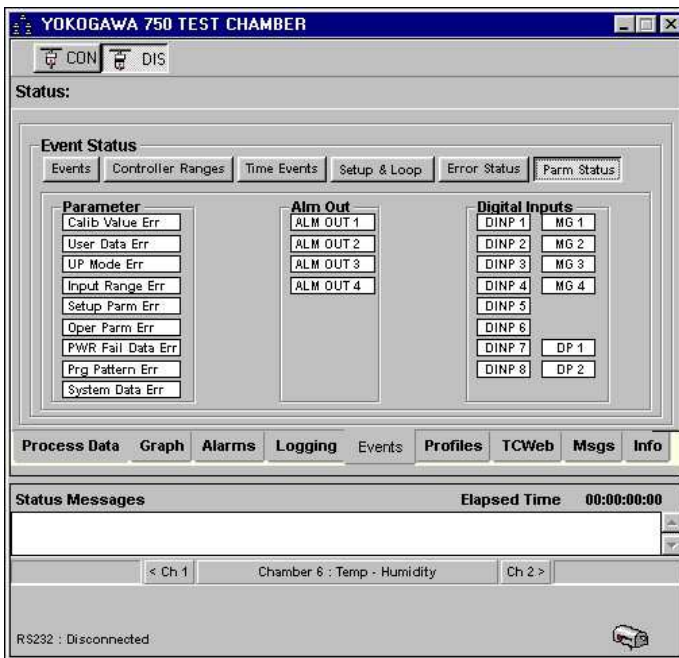 YOKOGAWA 750 TEST CHAMBER
CON DIS
Status:
Event Status
Events Controller Ranges Time Events Setup & Loop Error Status Parm Status
Parameter
Calib Value Err
User Data Err
UP Mode Err
Input Range Err
Setup Parm Err
Oper Parm Err
PWR Fail Data Err
Prg Pattern Err
System Data Err
Alm Out
ALM OUT 1
ALM OUT 2
ALM OUT 3
ALM OUT 4
Digital Inputs
DINP 1 MG 1
DINP 2 MG 2
DINP 3 MG 3
DINP 4 MG 4
DINP 5
DINP 6
DINP 7 DP 1
DINP 8 DP 2
Process Data Graph Alarms Logging Events Profiles TCWeb Msgs Info
Status Messages Elapsed Time 00:00:00:00
< Ch 1 Chamber 6 : Temp - Humidity Ch 2 >
RS232 : Disconnected